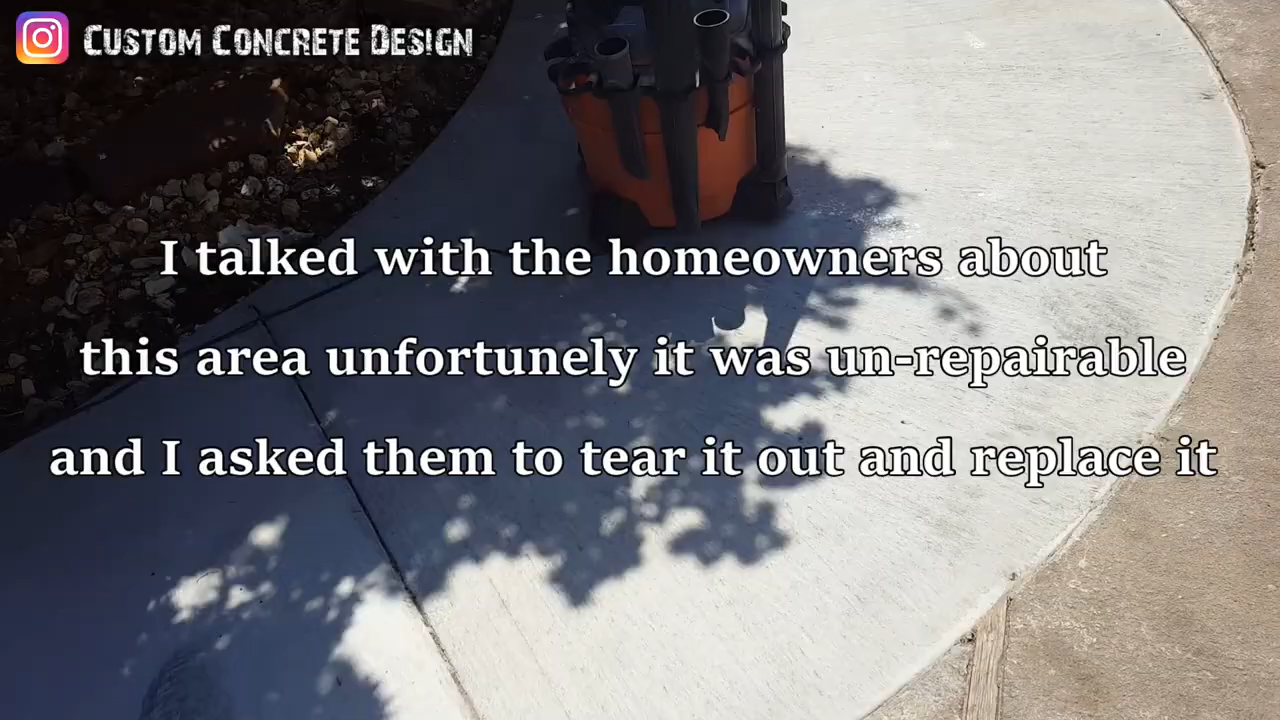 Custom Concrete Design
I talked with the homeowners about
this area unfortunely it was un-repairable
and I asked them to tear it out and replace it